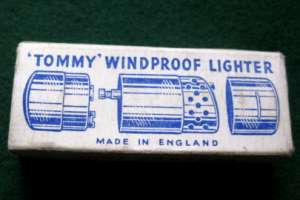 'TOMMY' WINDPROOF LIGHTER
MADE IN ENGLAND